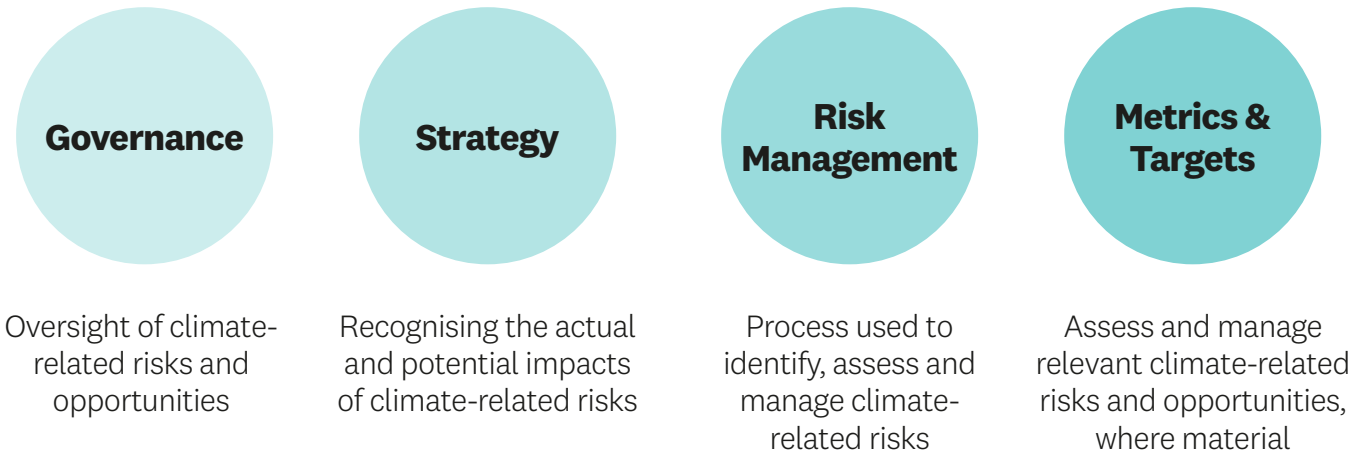 Governance
Oversight of climate-
related risks and
opportunities
Strategy
Recognising the actual
and potential impacts
of climate-related risks
Risk
Management
Process used to
identify, assess and
manage climate-
related risks
Metrics &
Targets
Assess and manage
relevant climate-related
risks and opportunities,
where material